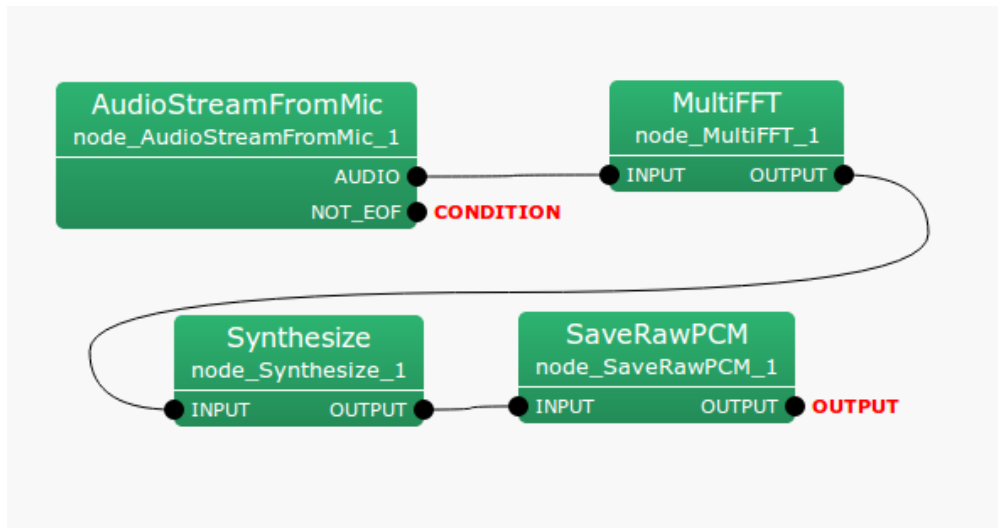 AudioStreamFromMic
node_AudioStreamFromMic_1
AUDIO
NOT_EOF CONDITION
MultiFFT
node_MultiFFT_1
INPUT OUTPUT
Synthesize
node_Synthesize_1
INPUT OUTPUT
SaveRawPCM
node_SaveRawPCM_1
INPUT OUTPUT OUTPUT